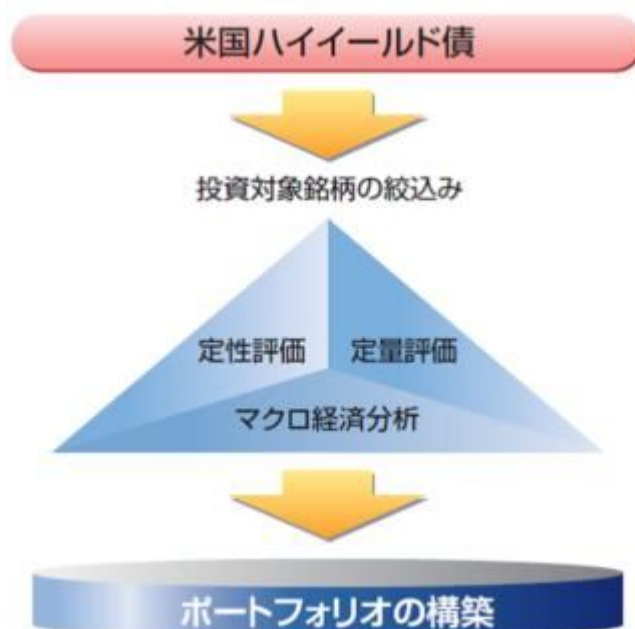 米国ハイイールド債
投資対象銘柄の絞込み
定性評価 定量評価
マクロ経済分析
ポートフォリオの構築